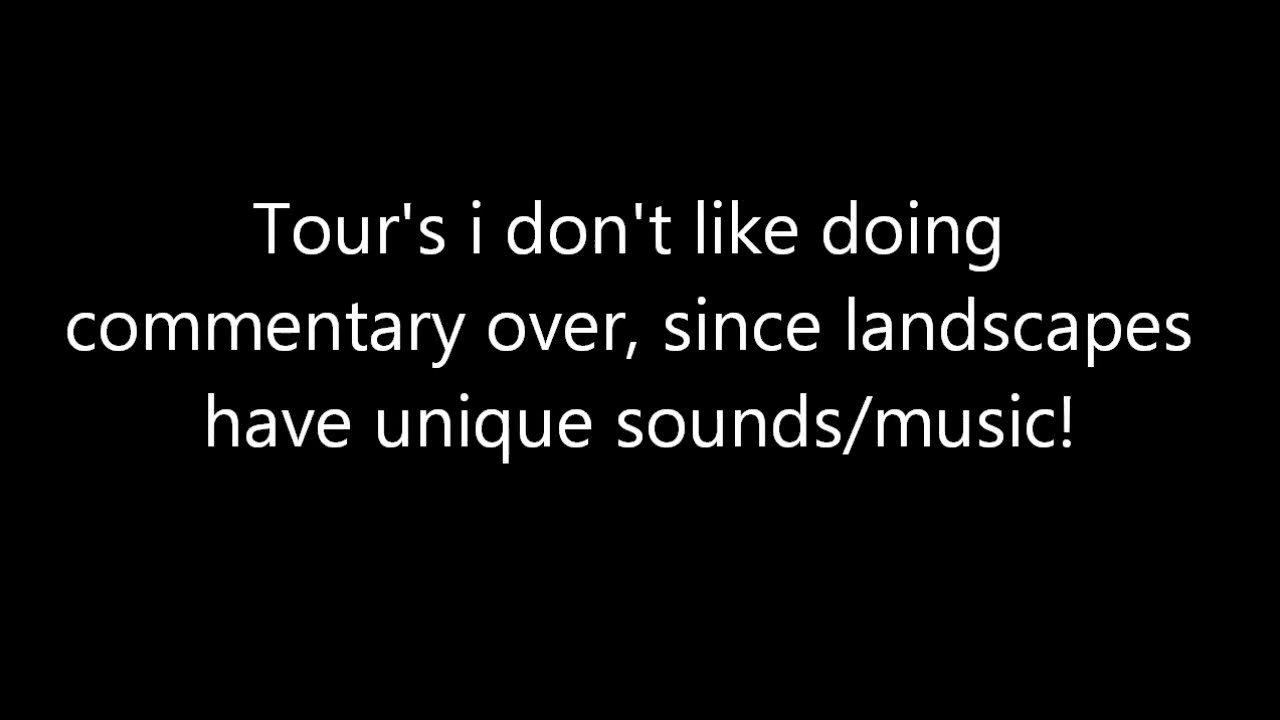 Tour's i don't like doing
commentary over, since landscapes
have unique sounds/music!